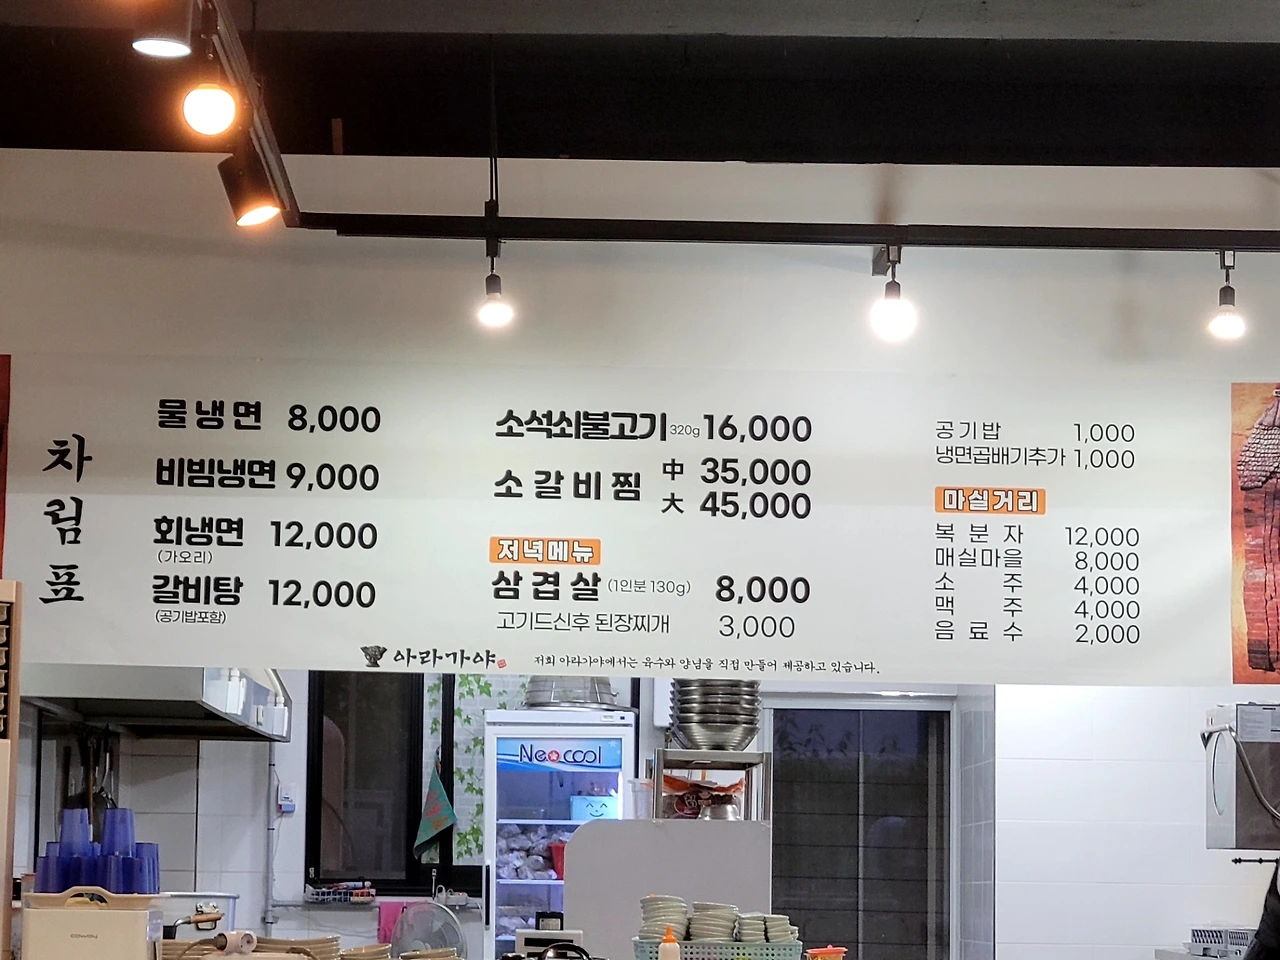 차림표
물냉면 8,000
비빔냉면 9,000
회냉면 12,000
(가오리)
갈비탕 12,000
(공기밥포함)
소석쇠불고기 320g 16,000
소갈비찜 中 35,000
大 45,000
저녁메뉴
삼겹살 (1인분 130g) 8,000
고기드신후 된장찌개 3,000
공기밥 1,000
냉면곱배기추가 1,000
마실거리
복분자 12,000
매실마을 8,000
소주 4,000
맥주 4,000
음료수 2,000
아라가야
저희 아라가야에서는 육수와 양념을 직접 만들어 제공하고 있습니다.
Neo cool